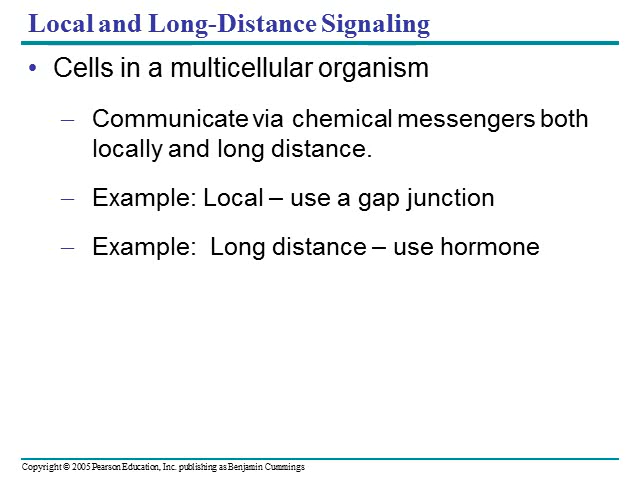 Local and Long-Distance Signaling
• Cells in a multicellular organism
– Communicate via chemical messengers both
locally and long distance.
– Example: Local – use a gap junction
– Example: Long distance – use hormone
Copyright © 2005 Pearson Education, Inc. publishing as Benjamin Cummings